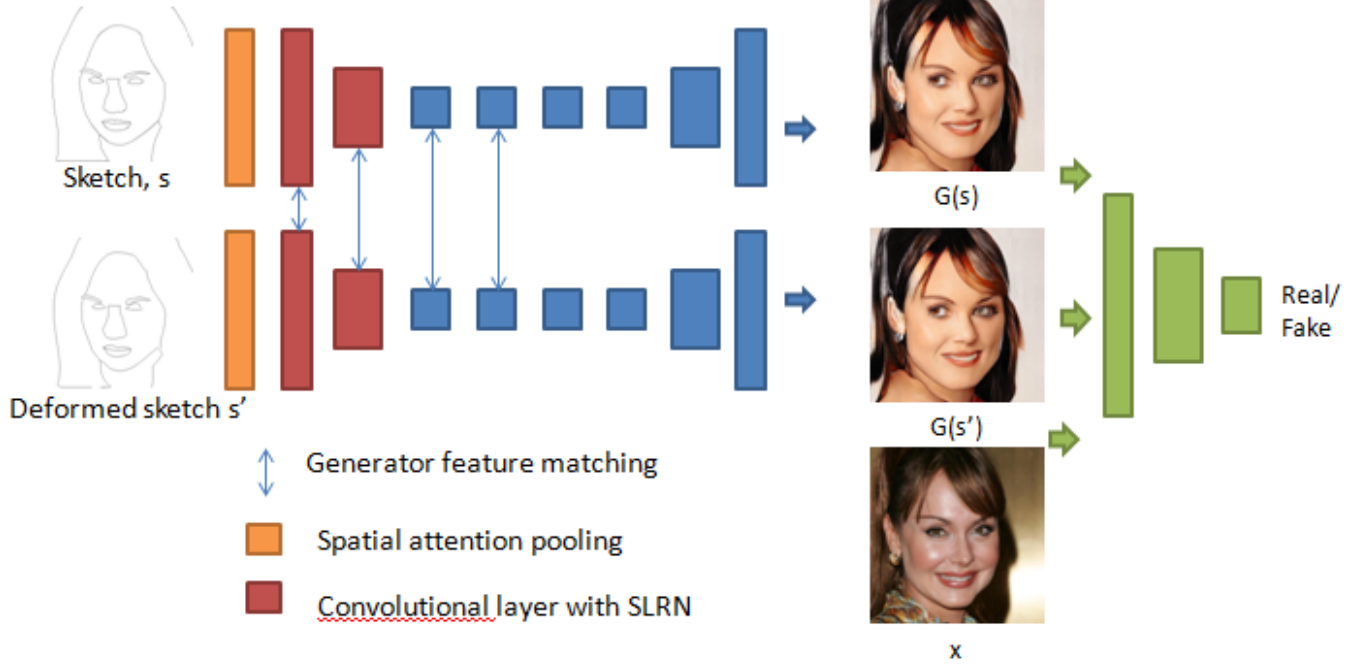 Sketch, s
Deformed sketch s’
G(s)
G(s’)
x
Real/
Fake
Generator feature matching
Spatial attention pooling
Convolutional layer with SLRN